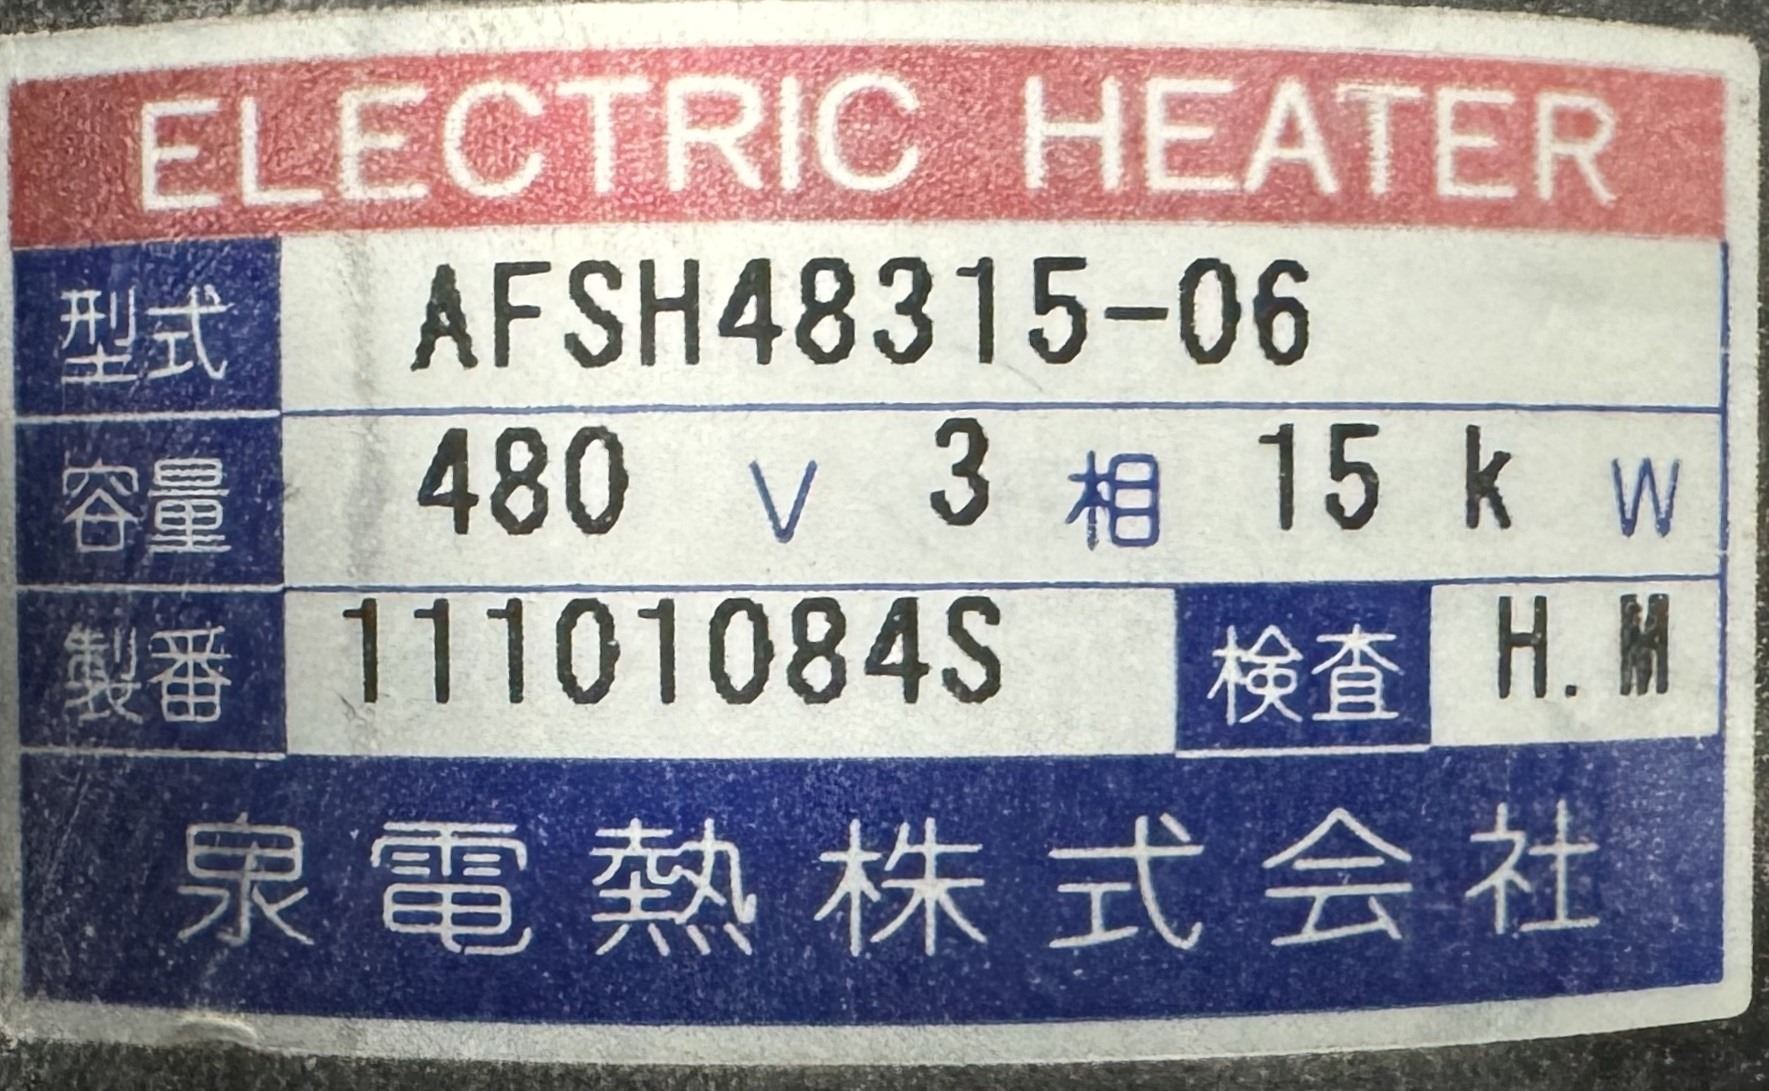 ELECTRIC HEATER
型式 AFSH48315-06
容量 480 V 3 相 15 k W
製番 11101084S 検査 H.M
泉電熱株式会社